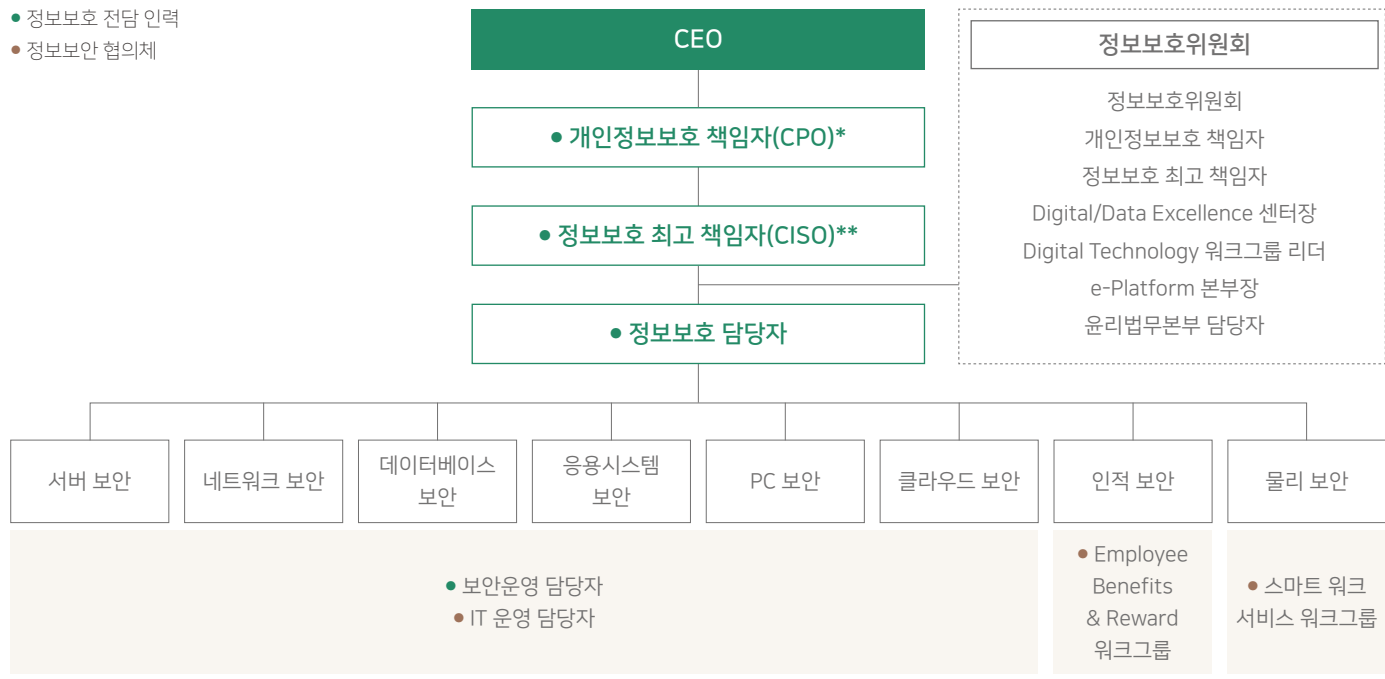 ● 정보보호 전담 인력
● 정보보안 협의체
CEO
● 개인정보보호 책임자(CPO)*
● 정보보호 최고 책임자(CISO)**
● 정보보호 담당자
정보보호위원회
정보보호위원회
개인정보보호 책임자
정보보호 최고 책임자
Digital/Data Excellence 센터장
Digital Technology 워크그룹 리더
e-Platform 본부장
윤리법무본부 담당자
서버 보안
네트워크 보안
데이터베이스
보안
응용시스템
보안
PC 보안
클라우드 보안
인적 보안
물리 보안
● 보안운영 담당자
● IT 운영 담당자
● Employee
Benefits
& Reward
워크그룹
● 스마트 워크
서비스 워크그룹